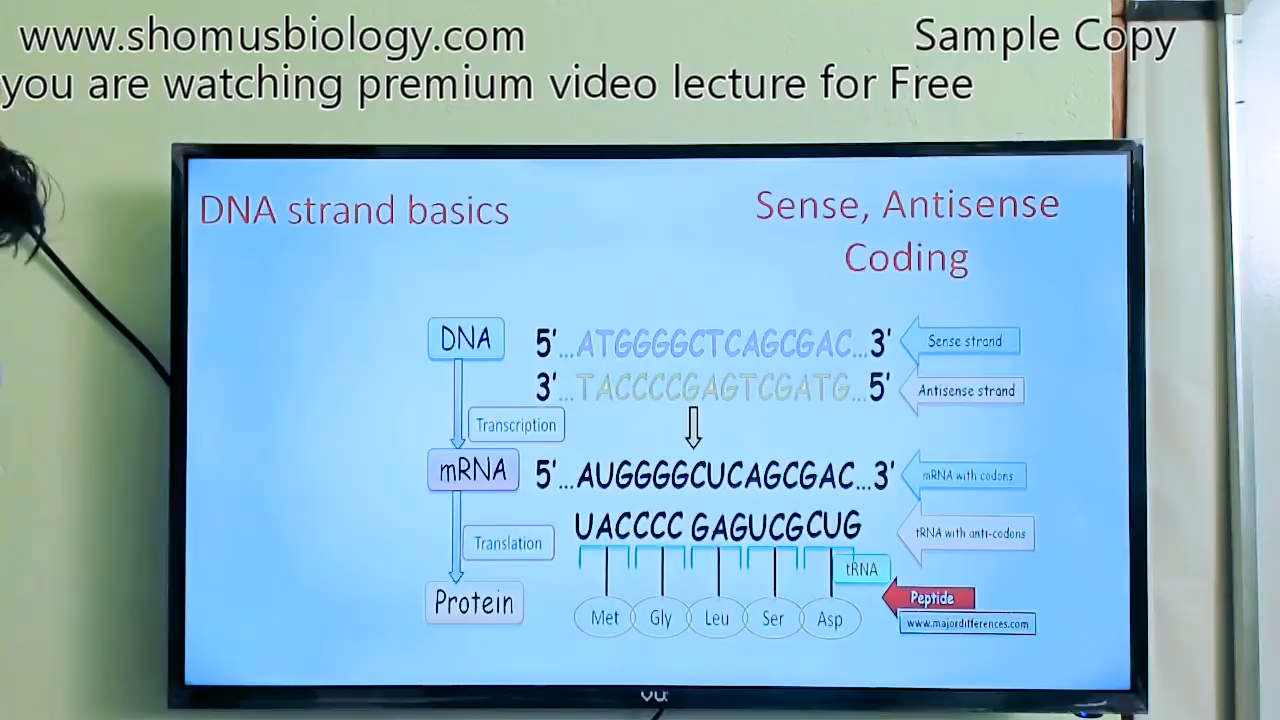 www.shomusbiology.com
Sample Copy
you are watching premium video lecture for Free
DNA strand basics
Sense, Antisense
Coding
DNA
5' ...ATGGGGCTCAGCGAC... 3'
Sense strand
3' ...TACCCCGAGTCGATG... 5'
Antisense strand
Transcription
mRNA
5' ...AUGGGGCUCAGCGAC... 3'
mRNA with codons
UACCCC GAGUCGCUG
tRNA with anti-codons
Translation
tRNA
Protein
Met Gly Leu Ser Asp
Peptide
www.majordifferences.com
VU